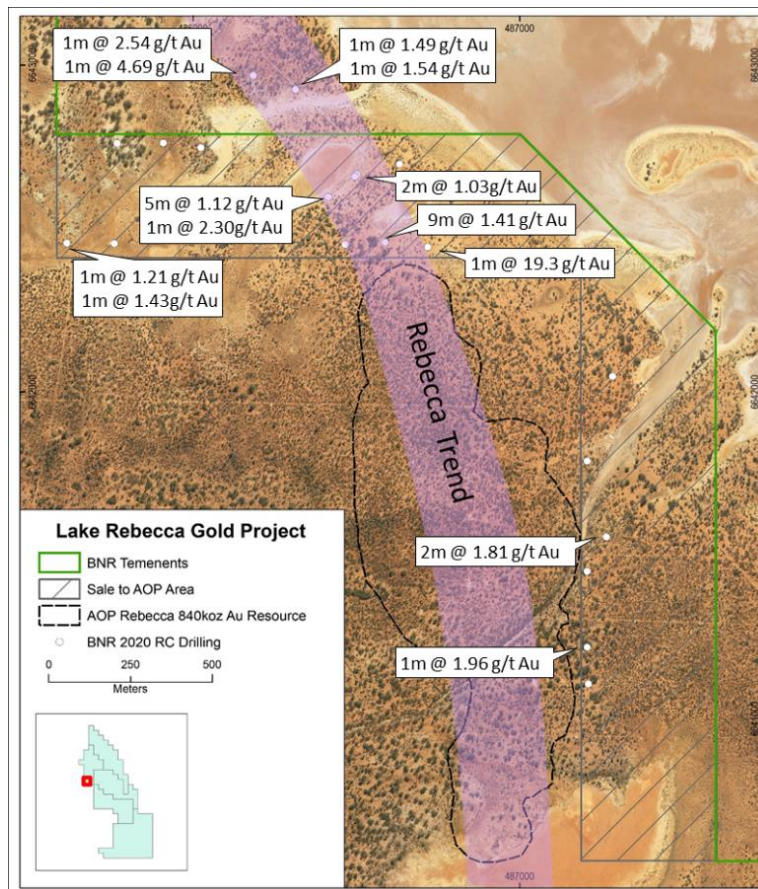 486000
487000
6643000
6643000
1m @ 2.54 g/t Au
1m @ 4.69 g/t Au
1m @ 1.49 g/t Au
1m @ 1.54 g/t Au
2m @ 1.03g/t Au
5m @ 1.12 g/t Au
1m @ 2.30g/t Au
9m @ 1.41 g/t Au
1m @ 19.3 g/t Au
1m @ 1.21 g/t Au
1m @ 1.43g/t Au
Rebecca Trend
6642000
6642000
2m @ 1.81 g/t Au
1m @ 1.96 g/t Au
6641000
Lake Rebecca Gold Project
BNR Temenents
Sale to AOP Area
AOP Rebecca 840koz Au Resource
BNR 2020 RC Drilling
0 250 500
Meters
487000